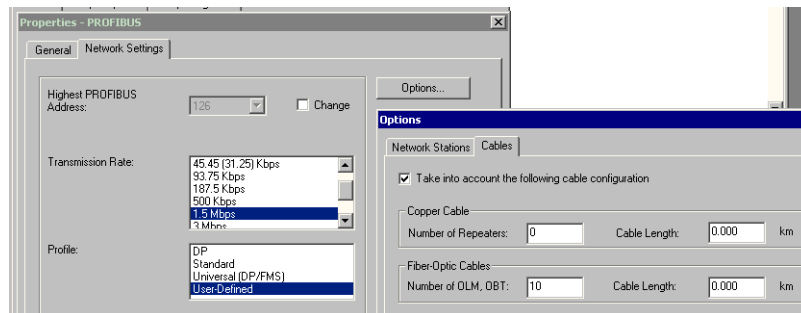 Properties - PROFIBUS
General Network Settings
Highest PROFIBUS
Address:
126
Change
Options...
Transmission Rate:
45.45 (31.25) Kbps
93.75 Kbps
187.5 Kbps
500 Kbps
1.5 Mbps
3 Mbps
Profile:
DP
Standard
Universal (DP/FMS)
User-Defined
Options
Network Stations Cables
Take into account the following cable configuration
Copper Cable
Number of Repeaters: 0 Cable Length: 0.000 km
Fiber-Optic Cables
Number of OLM, OBT: 10 Cable Length: 0.000 km